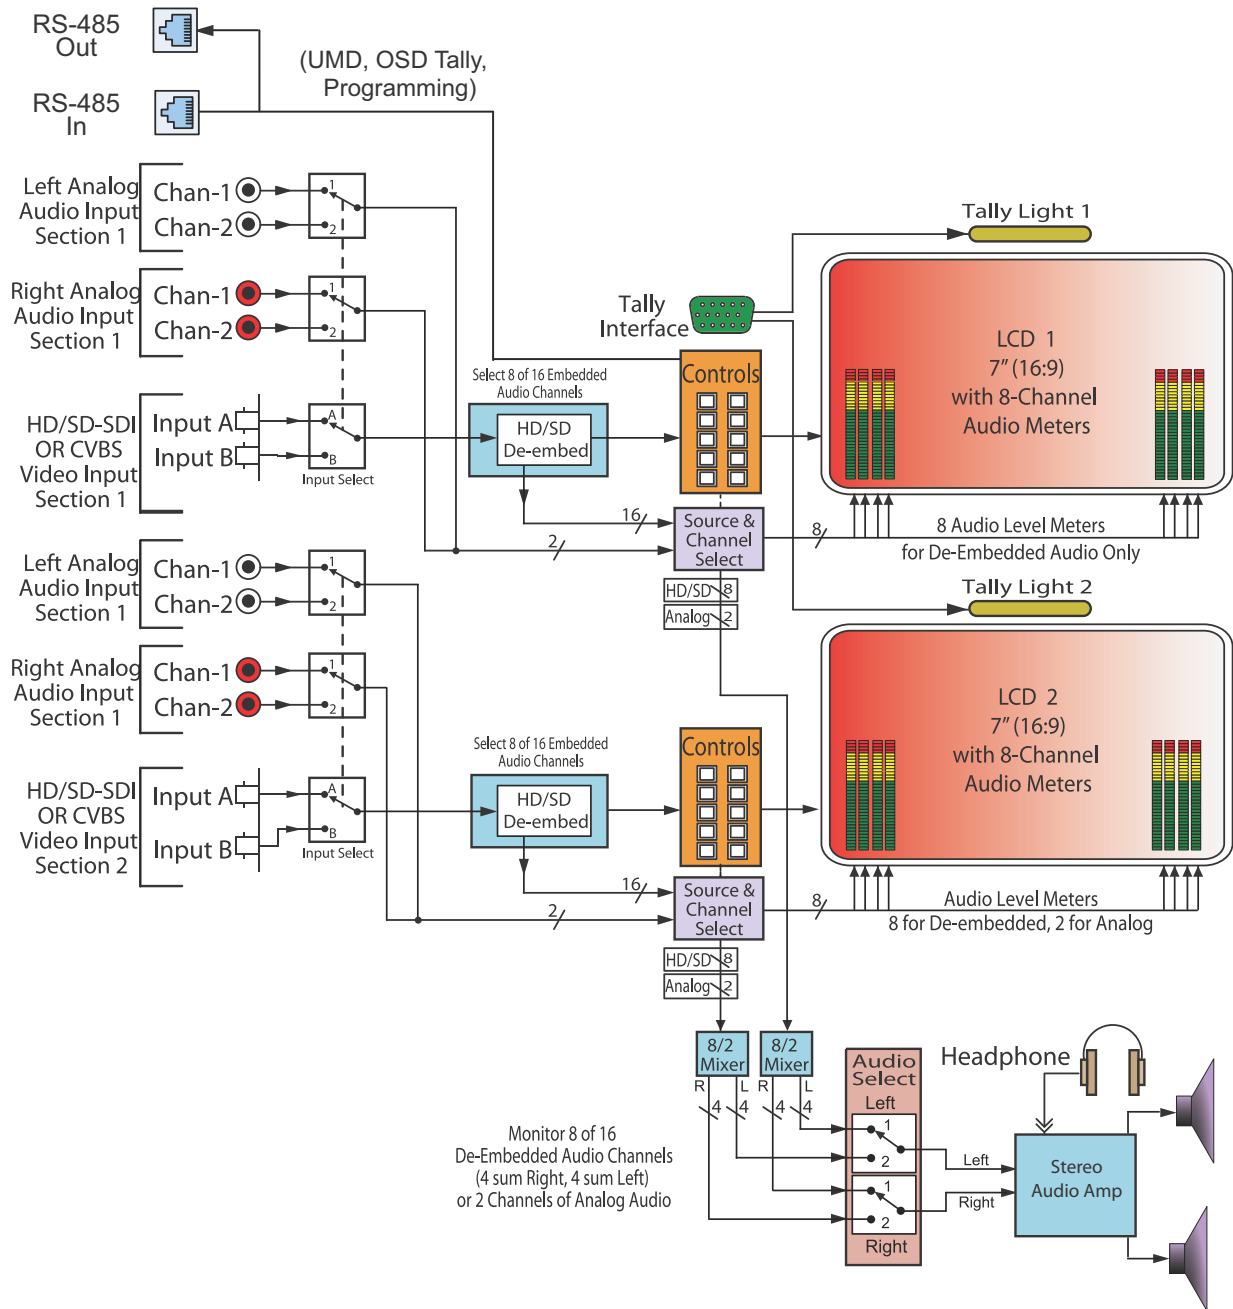 RS-485
Out
RS-485
In
(UMD, OSD Tally,
Programming)
Left Analog
Audio Input
Section 1
Chan-1
Chan-2
1
2
Right Analog
Audio Input
Section 1
Chan-1
Chan-2
1
2
HD/SD-SDI
OR CVBS
Video Input
Section 1
Input A
Input B
A
B
Input Select
Select 8 of 16 Embedded
Audio Channels
HD/SD
De-embed
Tally
Interface
Controls
Tally Light 1
LCD 1
7" (16:9)
with 8-Channel
Audio Meters
16
2
Source &
Channel
Select
8
8 Audio Level Meters
for De-Embedded Audio Only
HD/SD 8
Analog 2
Left Analog
Audio Input
Section 1
Chan-1
Chan-2
1
2
Right Analog
Audio Input
Section 1
Chan-1
Chan-2
1
2
HD/SD-SDI
OR CVBS
Video Input
Section 2
Input A
Input B
A
B
Input Select
Select 8 of 16 Embedded
Audio Channels
HD/SD
De-embed
Controls
Tally Light 2
LCD 2
7" (16:9)
with 8-Channel
Audio Meters
16
2
Source &
Channel
Select
8
Audio Level Meters
8 for De-embedded, 2 for Analog
HD/SD 8
Analog 2
8/2
Mixer
8/2
Mixer
R
L
R
L
4
4
4
4
Audio
Select
Left
1
2
1
2
Right
Monitor 8 of 16
De-Embedded Audio Channels
(4 sum Right, 4 sum Left)
or 2 Channels of Analog Audio
Headphone
Left
Right
Stereo
Audio Amp